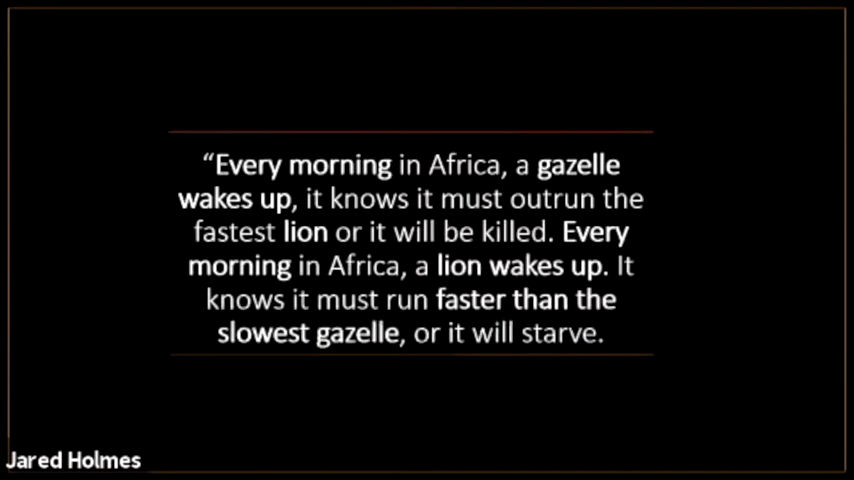 “Every morning in Africa, a gazelle
wakes up, it knows it must outrun the
fastest lion or it will be killed. Every
morning in Africa, a lion wakes up. It
knows it must run faster than the
slowest gazelle, or it will starve.
Jared Holmes